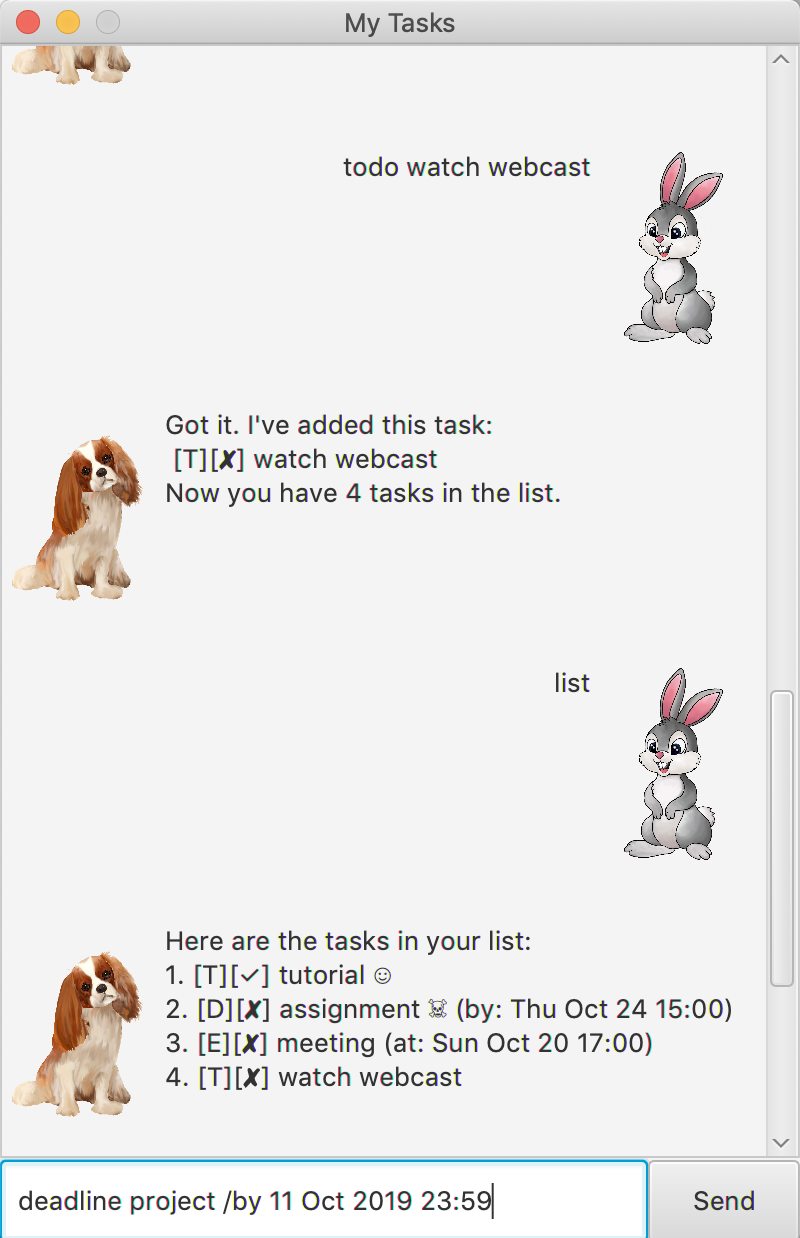 My Tasks
todo watch webcast
Got it. I've added this task:
[T][✘] watch webcast
Now you have 4 tasks in the list.
list
Here are the tasks in your list:
1. [T][✓] tutorial ☺
2. [D][✘] assignment ☠ (by: Thu Oct 24 15:00)
3. [E][✘] meeting (at: Sun Oct 20 17:00)
4. [T][✘] watch webcast
deadline project /by 11 Oct 2019 23:59
Send